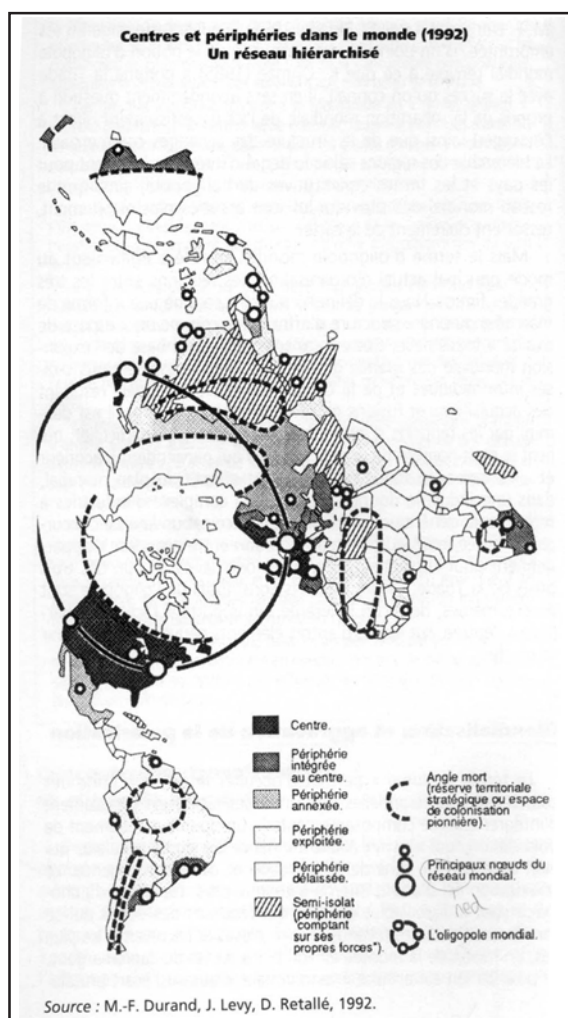 Centres et périphéries dans le monde (1992)
Un réseau hiérarchisé
Centre.
Périphérie
intégrée
au centre.
Périphérie
annexée.
Périphérie
exploitée.
Périphérie
délaissée.
Semi-isolat
(périphérie "comptant
sur ses
propres forces").
Angle mort
(réserve territoriale
stratégique ou espace
de colonisation
pionnière).
Principaux nœuds du
réseau mondial.
L'oligopole mondial.
Source : M.-F. Durand, J. Levy, D. Retallé, 1992.